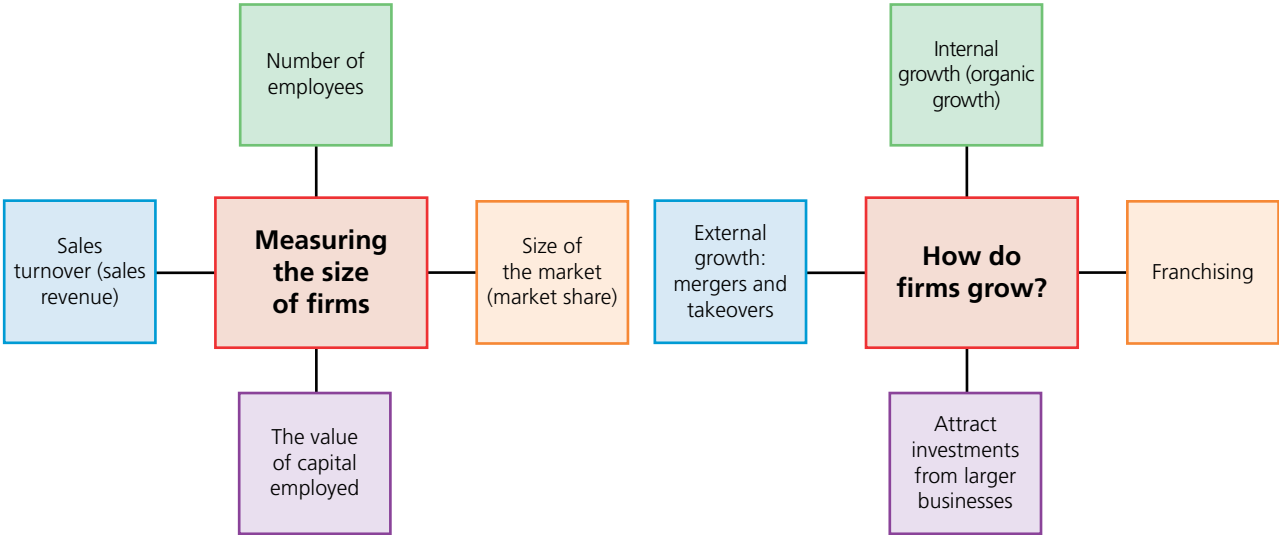 Number of
employees
Sales
turnover (sales
revenue)
Measuring
the size
of firms
Size of
the market
(market share)
The value
of capital
employed
Internal
growth (organic
growth)
External
growth:
mergers and
takeovers
How do
firms grow?
Franchising
Attract
investments
from larger
businesses